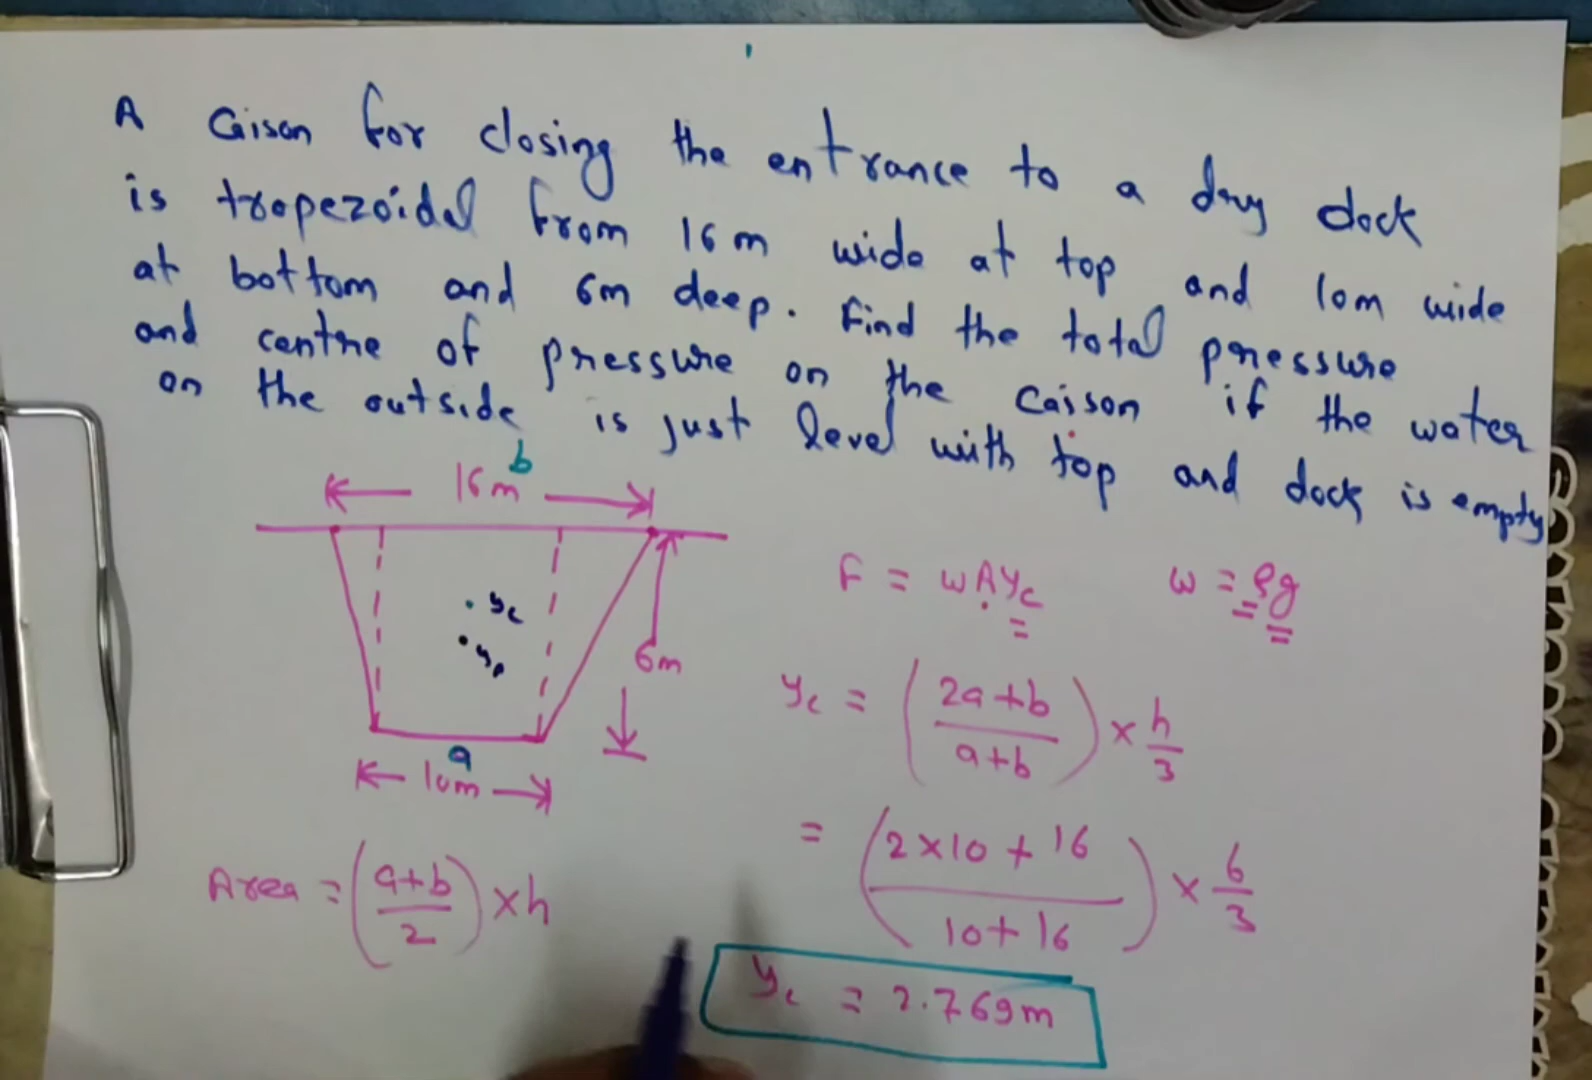 A Caison for closing the entrance to a dry dock
is tropezoidal from 16m wide at top and 10m wide
at bottom and 6m deep. Find the total pressure
and centre of pressure on the Caison if the water
on the outside is just level with top and dock is empty
16m b
F = wAyc w = ρg
yc
yp
6m
yc = (2a+b / a+b) × h/3
a
10m
= (2×10 + 16 / 10+16) × 6/3
Area = (a+b / 2) × h
yc = 2.769m